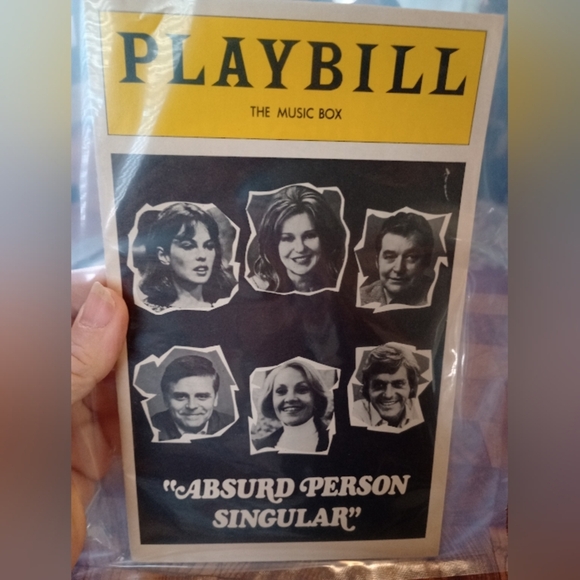 PLAYBILL
THE MUSIC BOX
"ABSURD PERSON
SINGULAR"